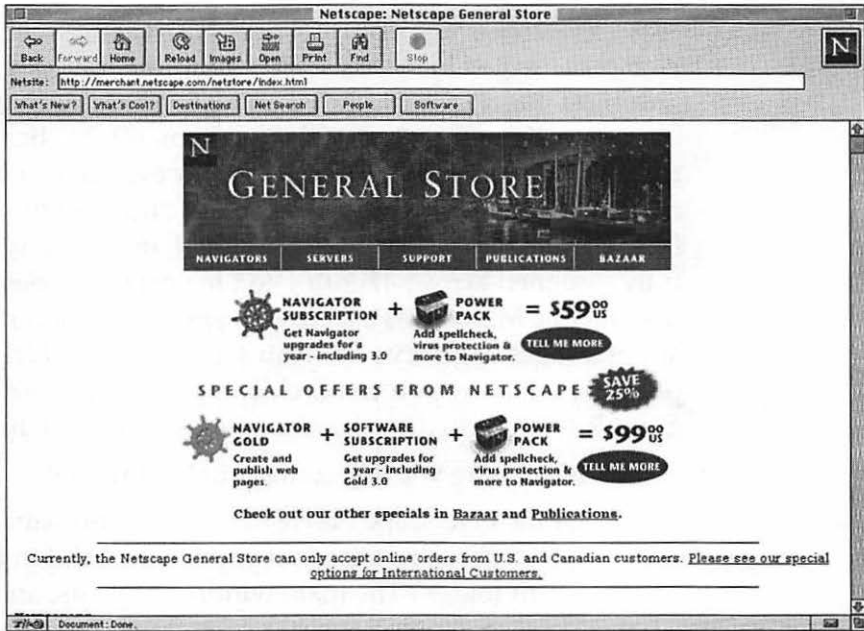 Netscape: Netscape General Store
Back Forward Home Reload Images Open Print Find Stop
N
Netsite: http://merchant.netscape.com/netstore/index.html
What's New? What's Cool? Destinations Net Search People Software
N
GENERAL STORE
NAVIGATORS SERVERS SUPPORT PUBLICATIONS BAZAAR
NAVIGATOR SUBSCRIPTION + POWER PACK = $59 00 US
Get Navigator upgrades for a year - including 3.0
Add spellcheck, virus protection & more to Navigator.
TELL ME MORE
SPECIAL OFFERS FROM NETSCAPE
SAVE 25%
NAVIGATOR GOLD + SOFTWARE SUBSCRIPTION + POWER PACK = $99 00 US
Create and publish web pages.
Get upgrades for a year - including Gold 3.0
Add spellcheck, virus protection & more to Navigator.
TELL ME MORE
Check out our other specials in Bazaar and Publications.
Currently, the Netscape General Store can only accept online orders from U.S. and Canadian customers. Please see our special
options for International Customers.
Document: Done.